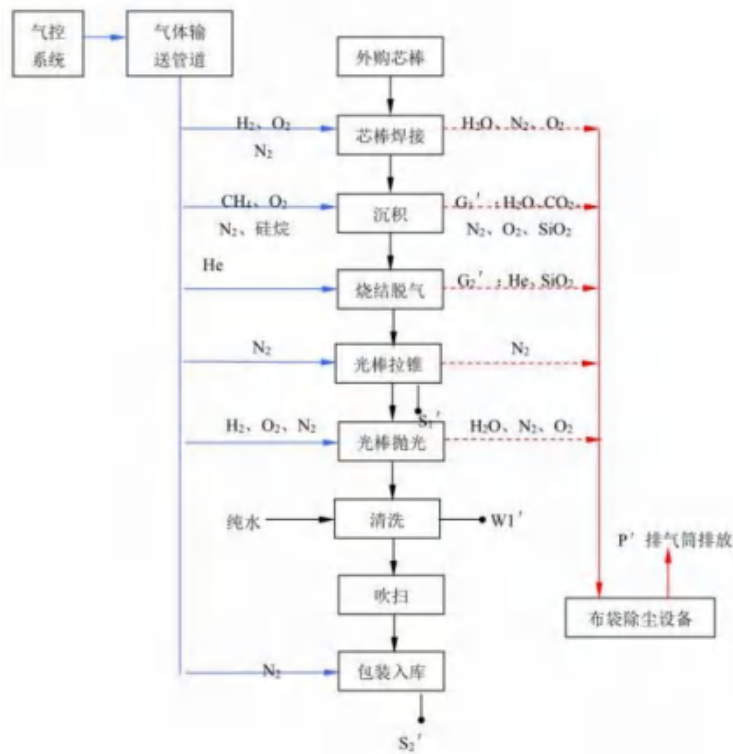 气控
系统
气体输
送管道
外购芯棒
H₂、O₂
N₂
芯棒焊接
H₂O、N₂、O₂
CH₄、O₂
N₂、硅烷
沉积
G₁′：H₂O、CO₂、
N₂、O₂、SiO₂
He
烧结脱气
G₂′：He、SiO₂
N₂
光棒拉锥
N₂
S₁′
H₂、O₂、N₂
光棒抛光
H₂O、N₂、O₂
纯水
清洗
W1′
P′ 排气筒排放
吹扫
布袋除尘设备
N₂
包装入库
S₂′